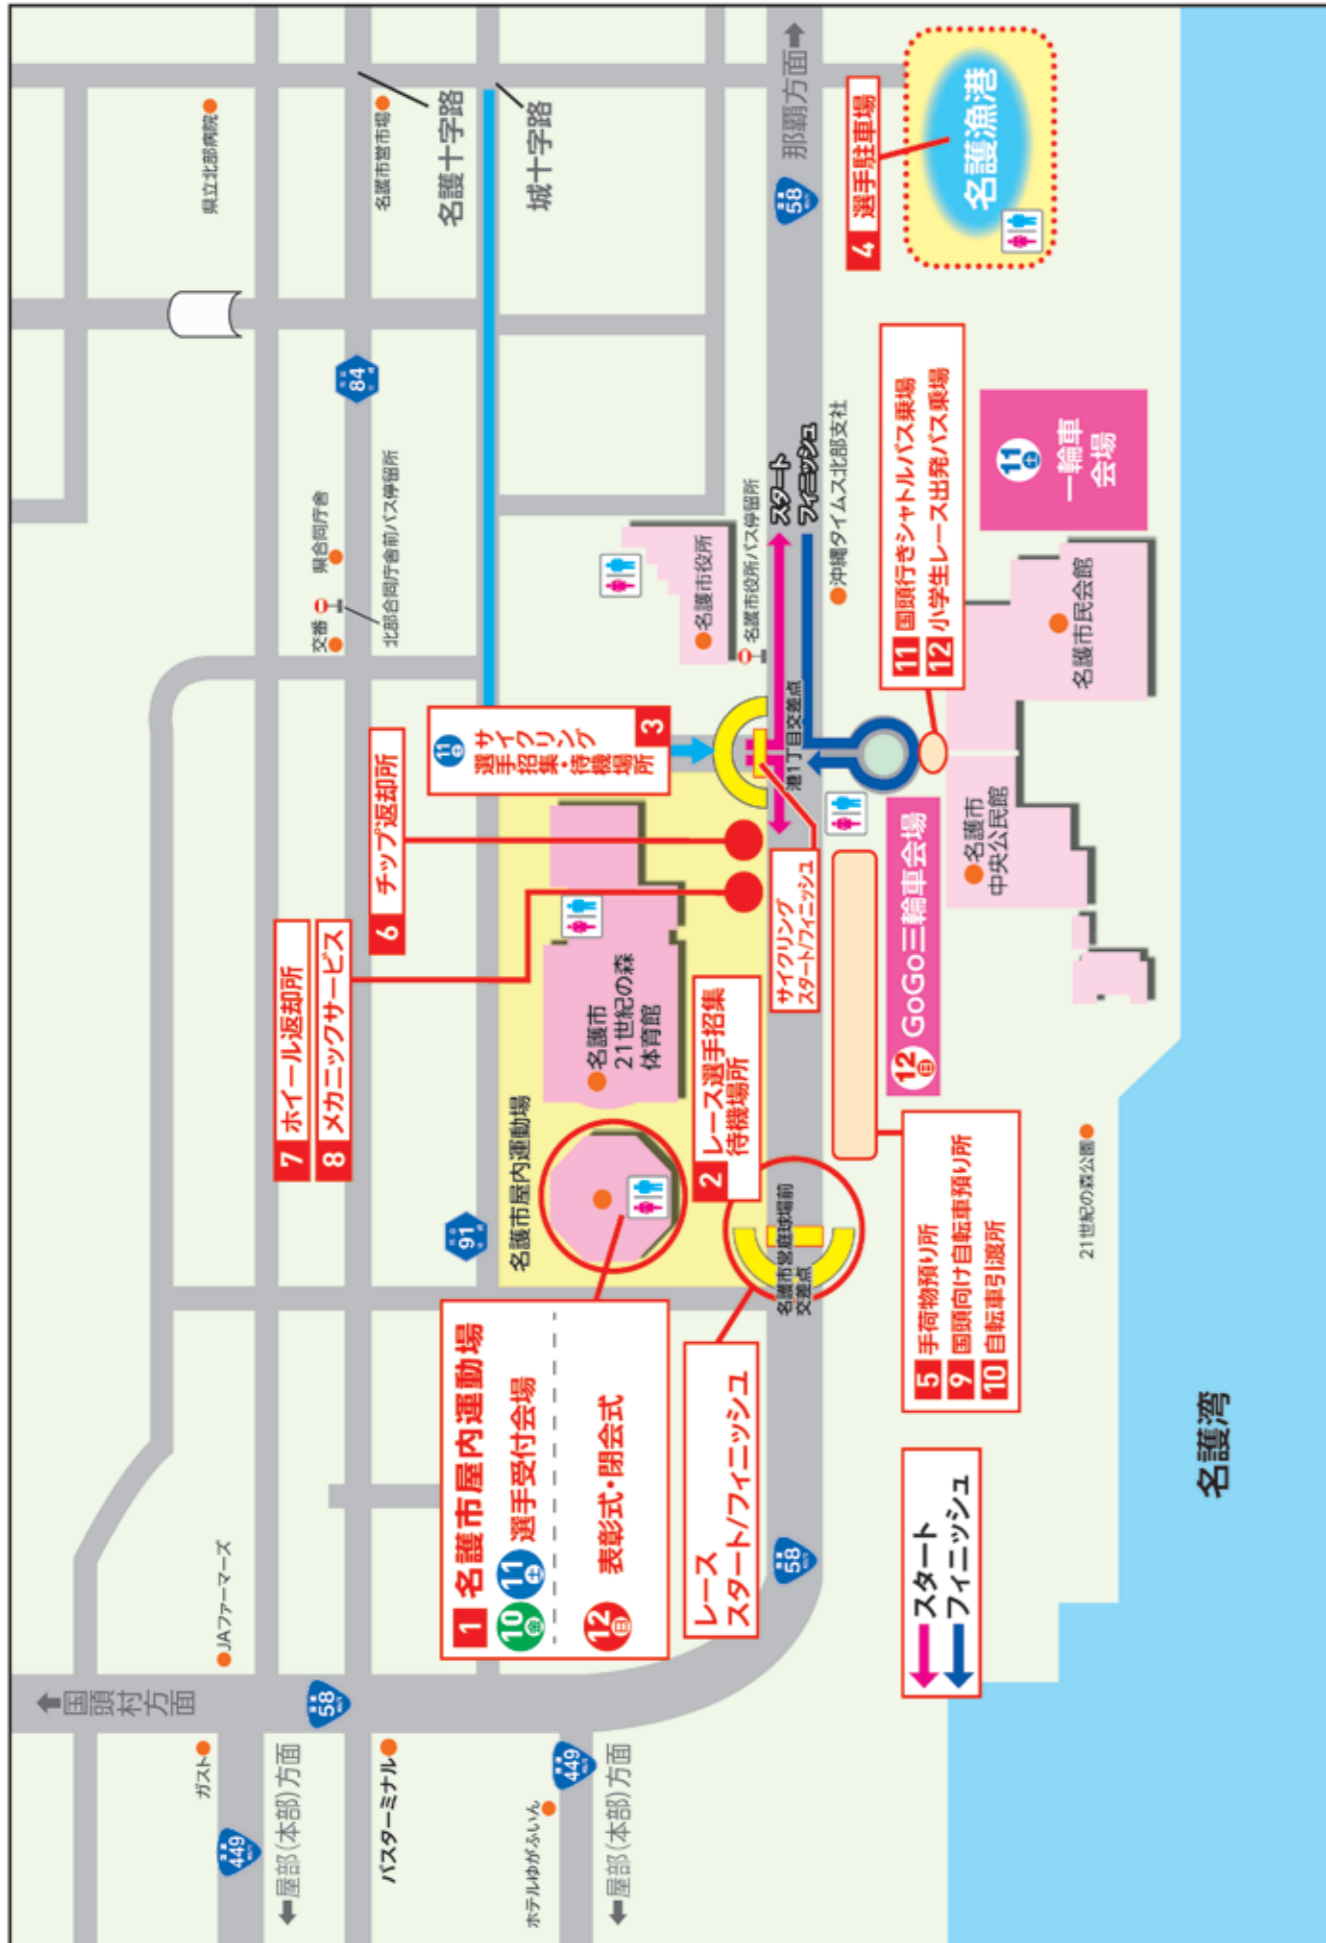 国頭村方面
JAファーマーズ
ガスト
449
屋部(本部)方面
58
バスターミナル
ホテルゆがふいん
449
屋部(本部)方面
1 名護市屋内運動場
10 金 11 土 選手受付会場
12 日 表彰式・閉会式
レース
スタート/フィニッシュ
58
スタート
フィニッシュ
名護湾
91
7 ホイール返却所
8 メカニックサービス
6 チップ返却所
名護市屋内運動場
名護市
21世紀の森
体育館
2 レース選手招集
待機場所
名護市営庭球場前
交差点
サイクリング
スタート/フィニッシュ
5 手荷物預り所
9 国頭向け自転車預り所
10 自転車引渡所
21世紀の森公園
12 日 GoGo三輪車会場
名護市
中央公民館
11 土 サイクリング
選手招集・待機場所
3
港1丁目交差点
交番
県合同庁舎
北部合同庁舎前バス停留所
84
名護市役所
名護市役所バス停留所
スタート
フィニッシュ
沖縄タイムス北部支社
11 国頭行きシャトルバス乗場
12 小学生レース出発バス乗場
名護市民会館
11 土
一輪車
会場
県立北部病院
名護市営市場
名護十字路
城十字路
那覇方面
58
4 選手駐車場
名護漁港